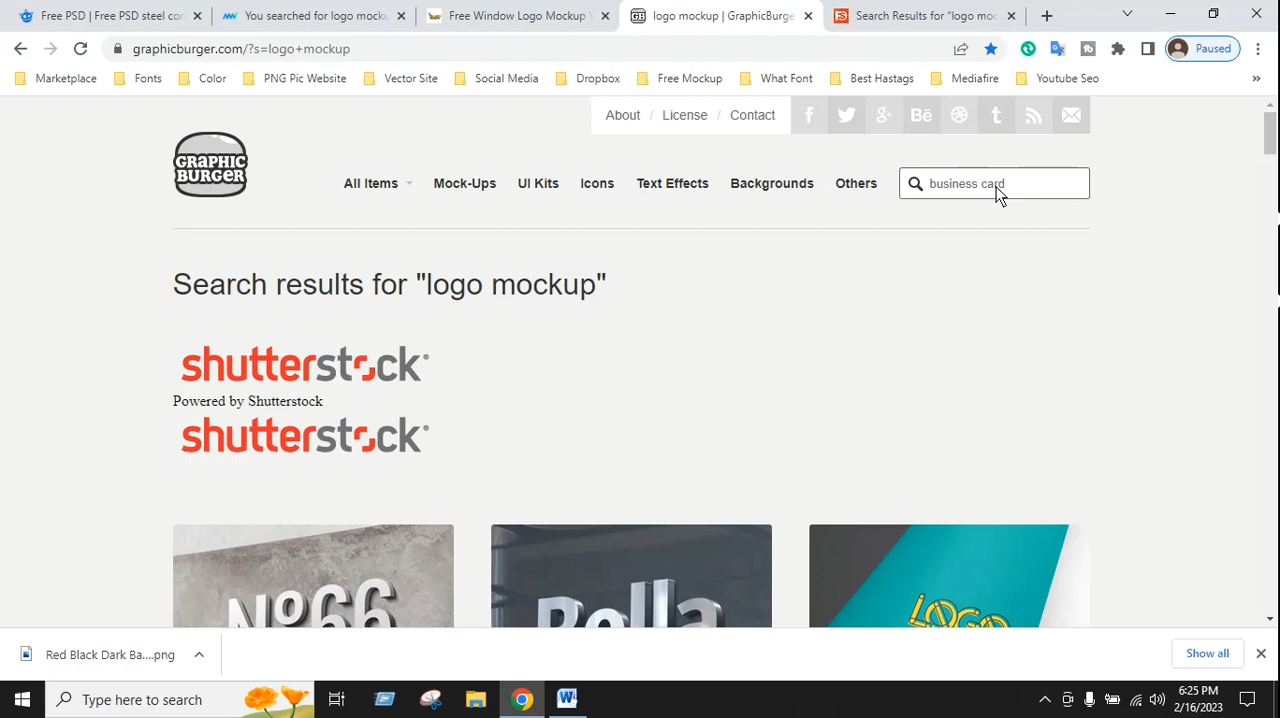 Free PSD | Free PSD steel cor
You searched for logo mocku
Free Window Logo Mockup V
logo mockup | GraphicBurge
Search Results for "logo moc
graphicburger.com/?s=logo+mockup
Paused
Marketplace
Fonts
Color
PNG Pic Website
Vector Site
Social Media
Dropbox
Free Mockup
What Font
Best Hastags
Mediafire
Youtube Seo
About / License / Contact
GRAPHIC
BURGER
All Items
Mock-Ups
UI Kits
Icons
Text Effects
Backgrounds
Others
business card
Search results for "logo mockup"
shutterstock
Powered by Shutterstock
shutterstock
Nº66
Rolla
LOGO
Red Black Dark Ba....png
Show all
Type here to search
6:25 PM
2/16/2023